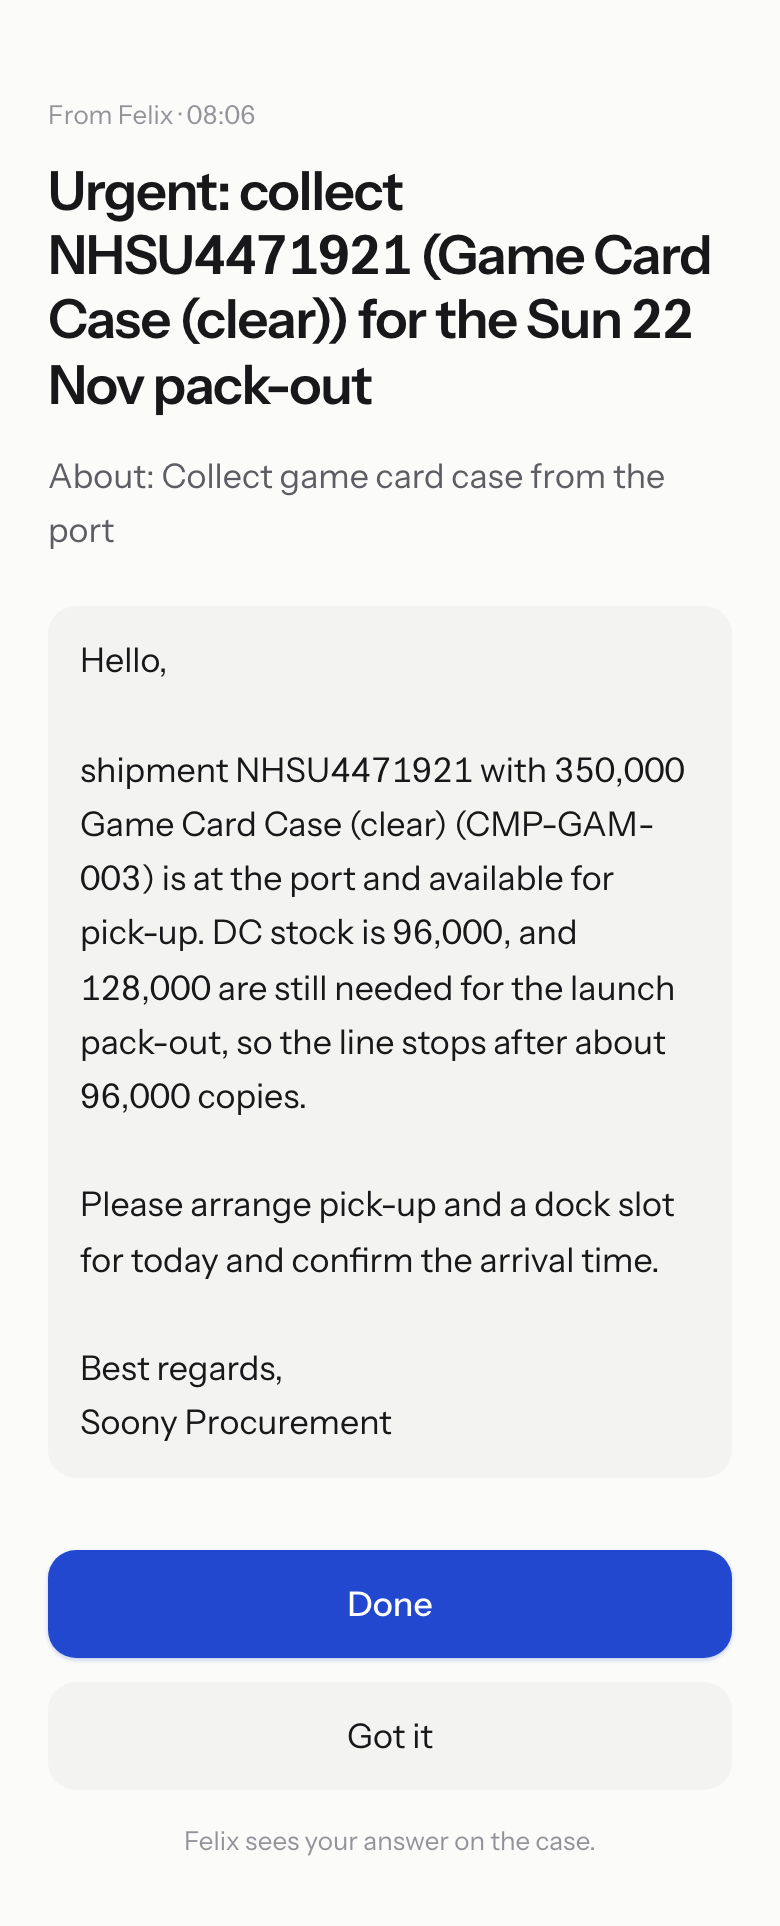 From Felix · 08:06
Urgent: collect
NHSU4471921 (Game Card
Case (clear)) for the Sun 22
Nov pack-out
About: Collect game card case from the
port
Hello,
shipment NHSU4471921 with 350,000
Game Card Case (clear) (CMP-GAM-
003) is at the port and available for
pick-up. DC stock is 96,000, and
128,000 are still needed for the launch
pack-out, so the line stops after about
96,000 copies.
Please arrange pick-up and a dock slot
for today and confirm the arrival time.
Best regards,
Soony Procurement
Done
Got it
Felix sees your answer on the case.